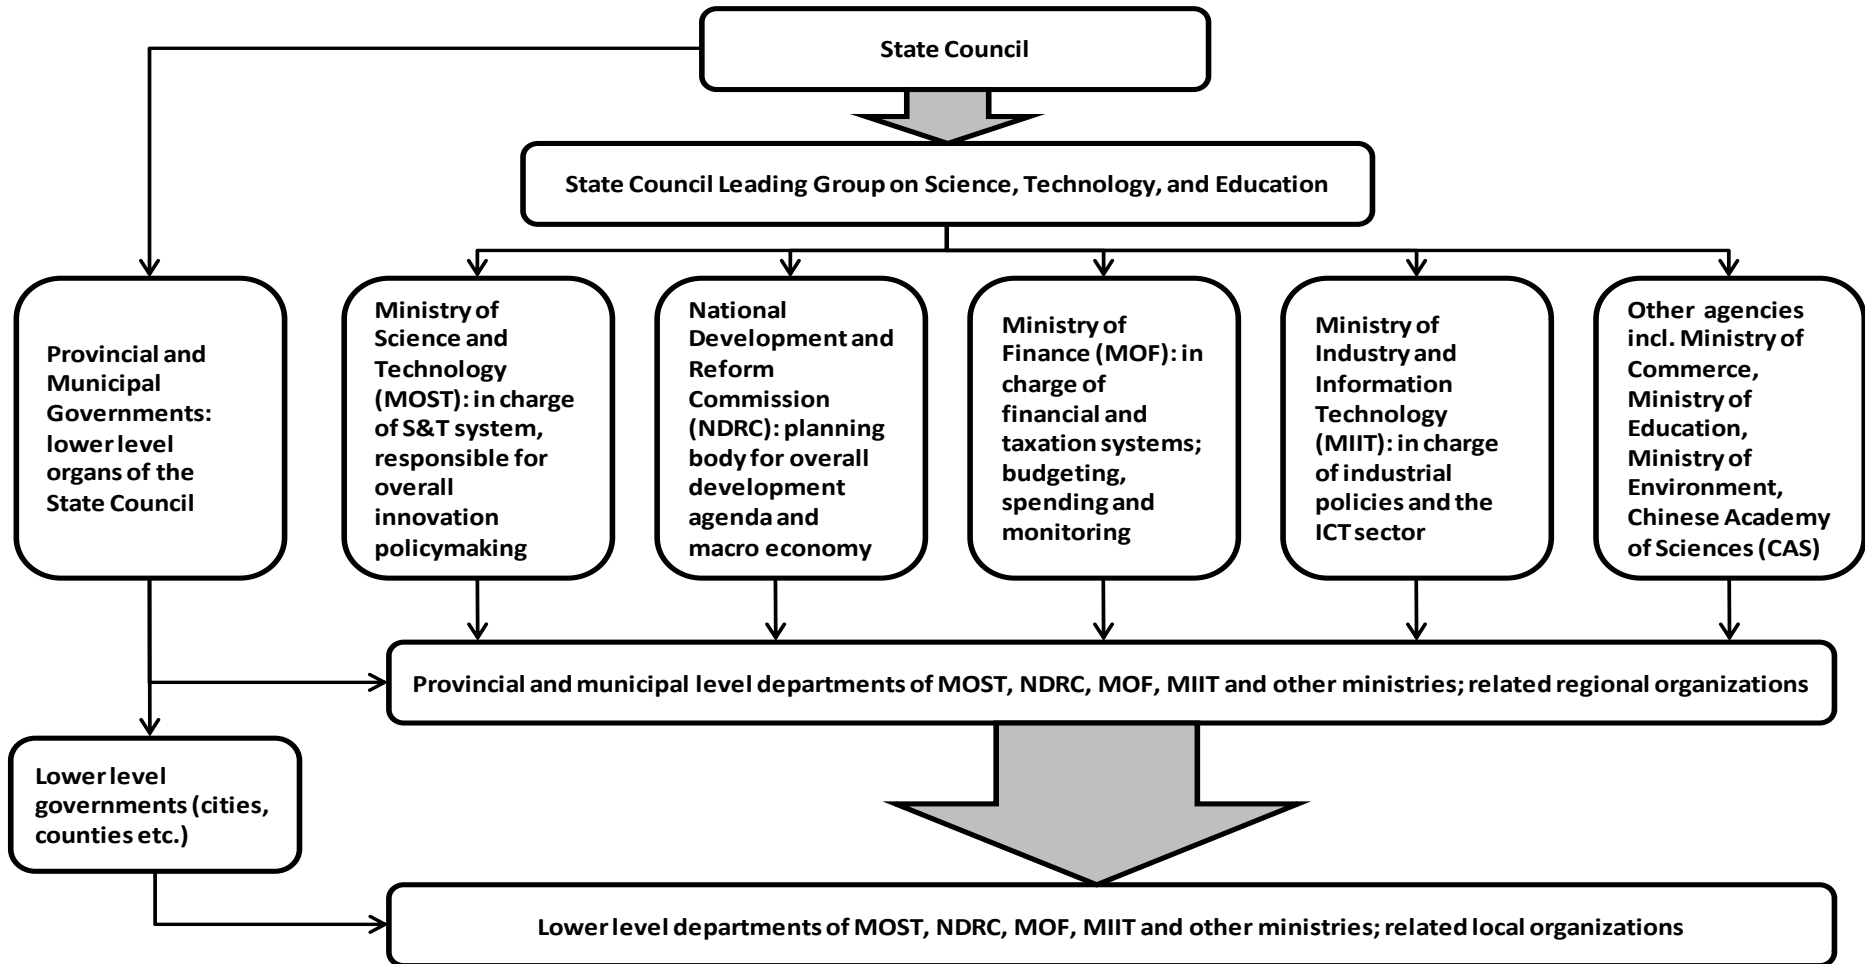 State Council
State Council Leading Group on Science, Technology, and Education
Provincial and
Municipal
Governments:
lower level
organs of the
State Council
Ministry of
Science and
Technology
(MOST): in charge
of S&T system,
responsible for
overall
innovation
policymaking
National
Development and
Reform
Commission
(NDRC): planning
body for overall
development
agenda and
macro economy
Ministry of
Finance (MOF): in
charge of
financial and
taxation systems;
budgeting,
spending and
monitoring
Ministry of
Industry and
Information
Technology
(MIIT): in charge
of industrial
policies and the
ICT sector
Other agencies
incl. Ministry of
Commerce,
Ministry of
Education,
Ministry of
Environment,
Chinese Academy
of Sciences (CAS)
Provincial and municipal level departments of MOST, NDRC, MOF, MIIT and other ministries; related regional organizations
Lower level
governments (cities,
counties etc.)
Lower level departments of MOST, NDRC, MOF, MIIT and other ministries; related local organizations